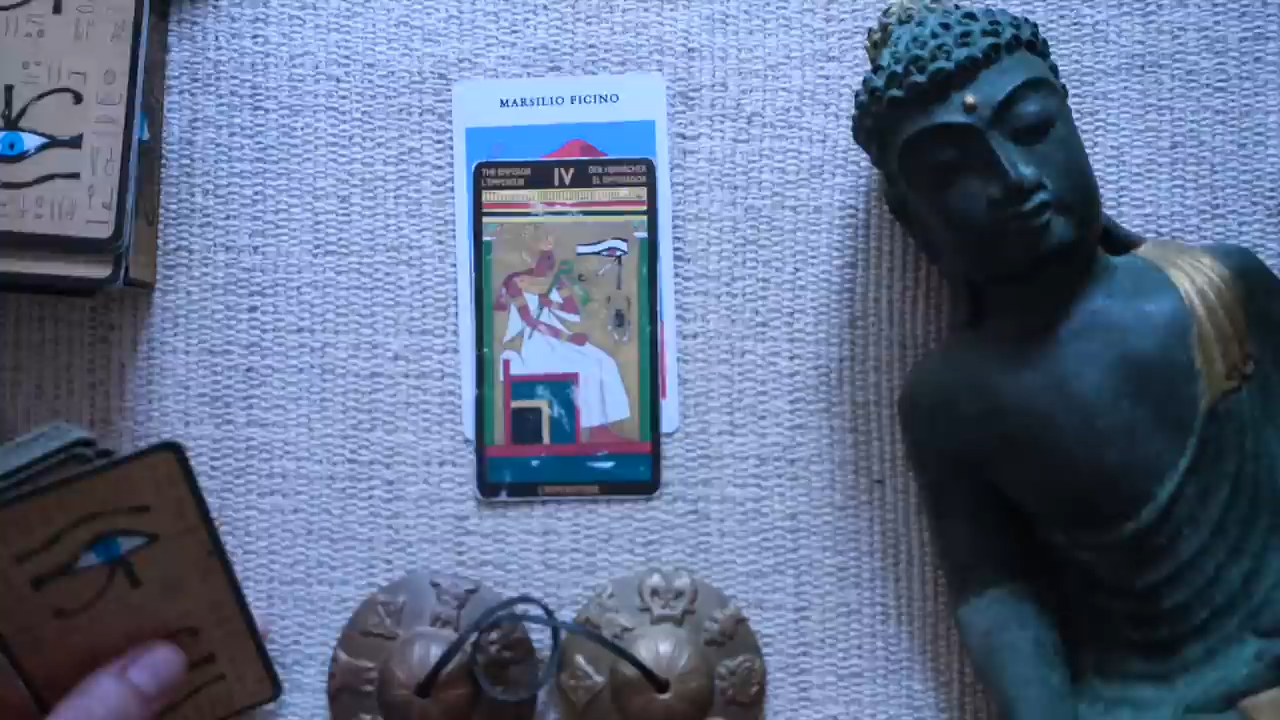 MARSILIO FICINO
THE EMPEROR
L'EMPEREUR
IV
DER HERRSCHER
EL EMPERADOR